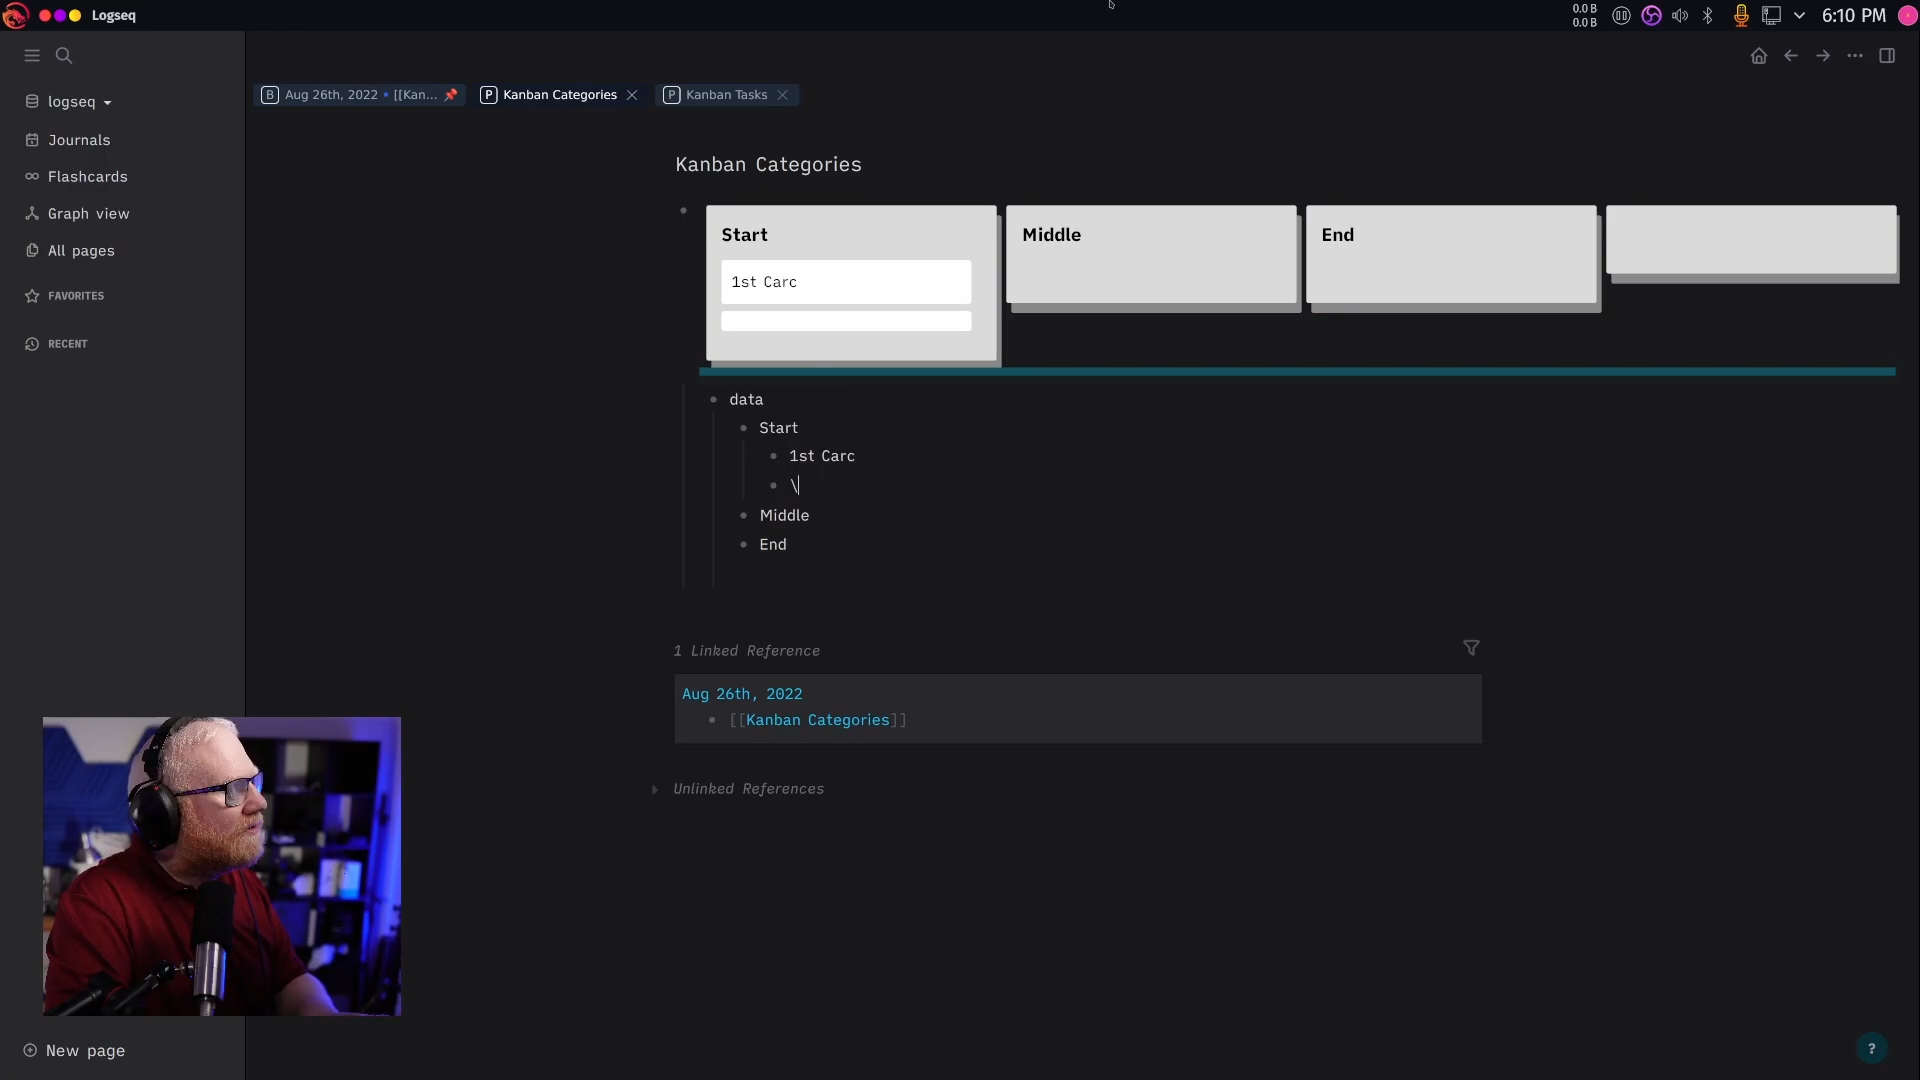 Logseq
0.0 B
0.0 B
6:10 PM
logseq
Journals
Flashcards
Graph view
All pages
FAVORITES
RECENT
New page
B Aug 26th, 2022 • [[Kan...
P Kanban Categories
P Kanban Tasks
Kanban Categories
Start
Middle
End
1st Carc
data
Start
1st Carc
\
Middle
End
1 Linked Reference
Aug 26th, 2022
[[Kanban Categories]]
Unlinked References
?